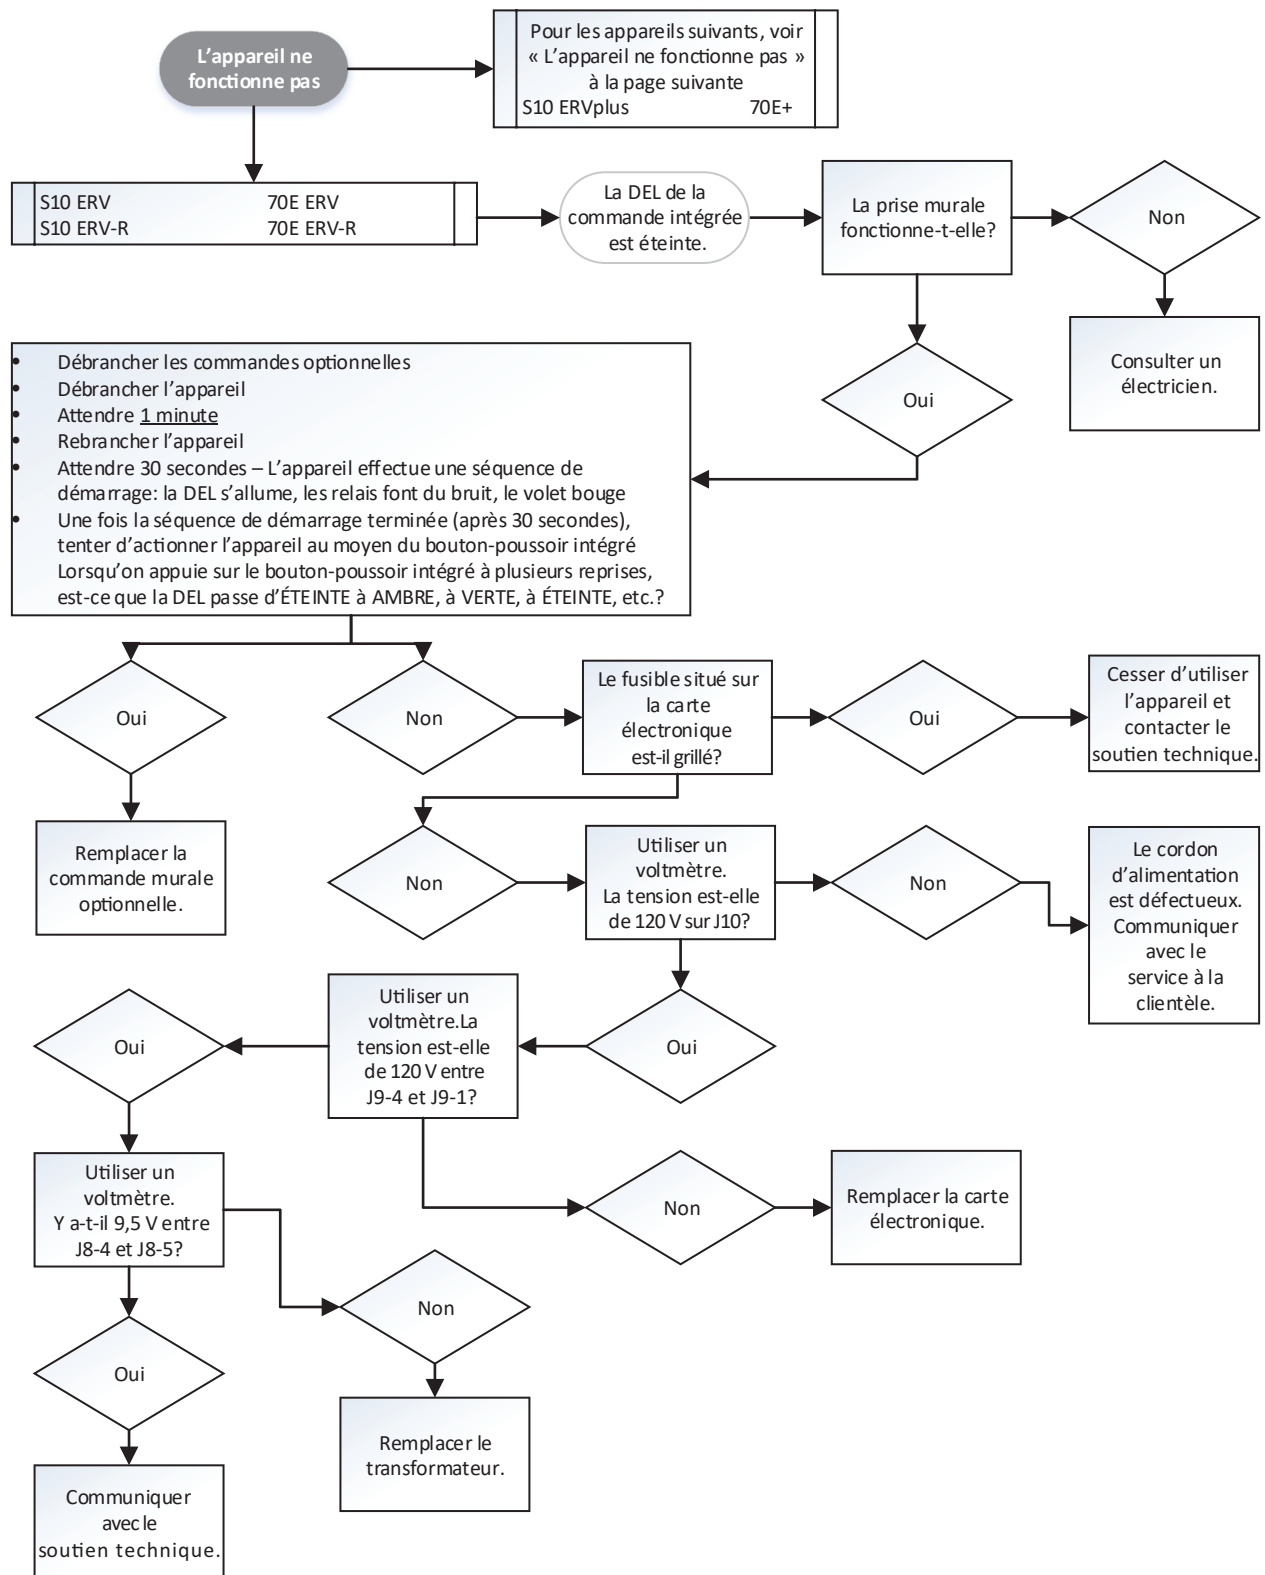 L'appareil ne
fonctionne pas
Pour les appareils suivants, voir
« L'appareil ne fonctionne pas »
à la page suivante
S10 ERVplus 70E+
S10 ERV 70E ERV
S10 ERV-R 70E ERV-R
La DEL de la
commande intégrée
est éteinte.
La prise murale
fonctionne-t-elle?
Non
Consulter un
électricien.
Oui
• Débrancher les commandes optionnelles
• Débrancher l'appareil
• Attendre 1 minute
• Rebrancher l'appareil
• Attendre 30 secondes – L'appareil effectue une séquence de
démarrage: la DEL s'allume, les relais font du bruit, le volet bouge
• Une fois la séquence de démarrage terminée (après 30 secondes),
tenter d'actionner l'appareil au moyen du bouton-poussoir intégré
Lorsqu'on appuie sur le bouton-poussoir intégré à plusieurs reprises,
est-ce que la DEL passe d'ÉTEINTE à AMBRE, à VERTE, à ÉTEINTE, etc.?
Oui
Non
Le fusible situé sur
la carte
électronique
est-il grillé?
Oui
Cesser d'utiliser
l'appareil et
contacter le
soutien technique.
Remplacer la
commande murale
optionnelle.
Non
Utiliser un
voltmètre.
La tension est-elle
de 120 V sur J10?
Non
Le cordon
d'alimentation
est défectueux.
Communiquer
avec le
service à la
clientèle.
Oui
Utiliser un
voltmètre.La
tension est-elle
de 120 V entre
J9-4 et J9-1?
Oui
Utiliser un
voltmètre.
Y a-t-il 9,5 V entre
J8-4 et J8-5?
Non
Remplacer la carte
électronique.
Non
Oui
Remplacer le
transformateur.
Communiquer
avec le
soutien technique.